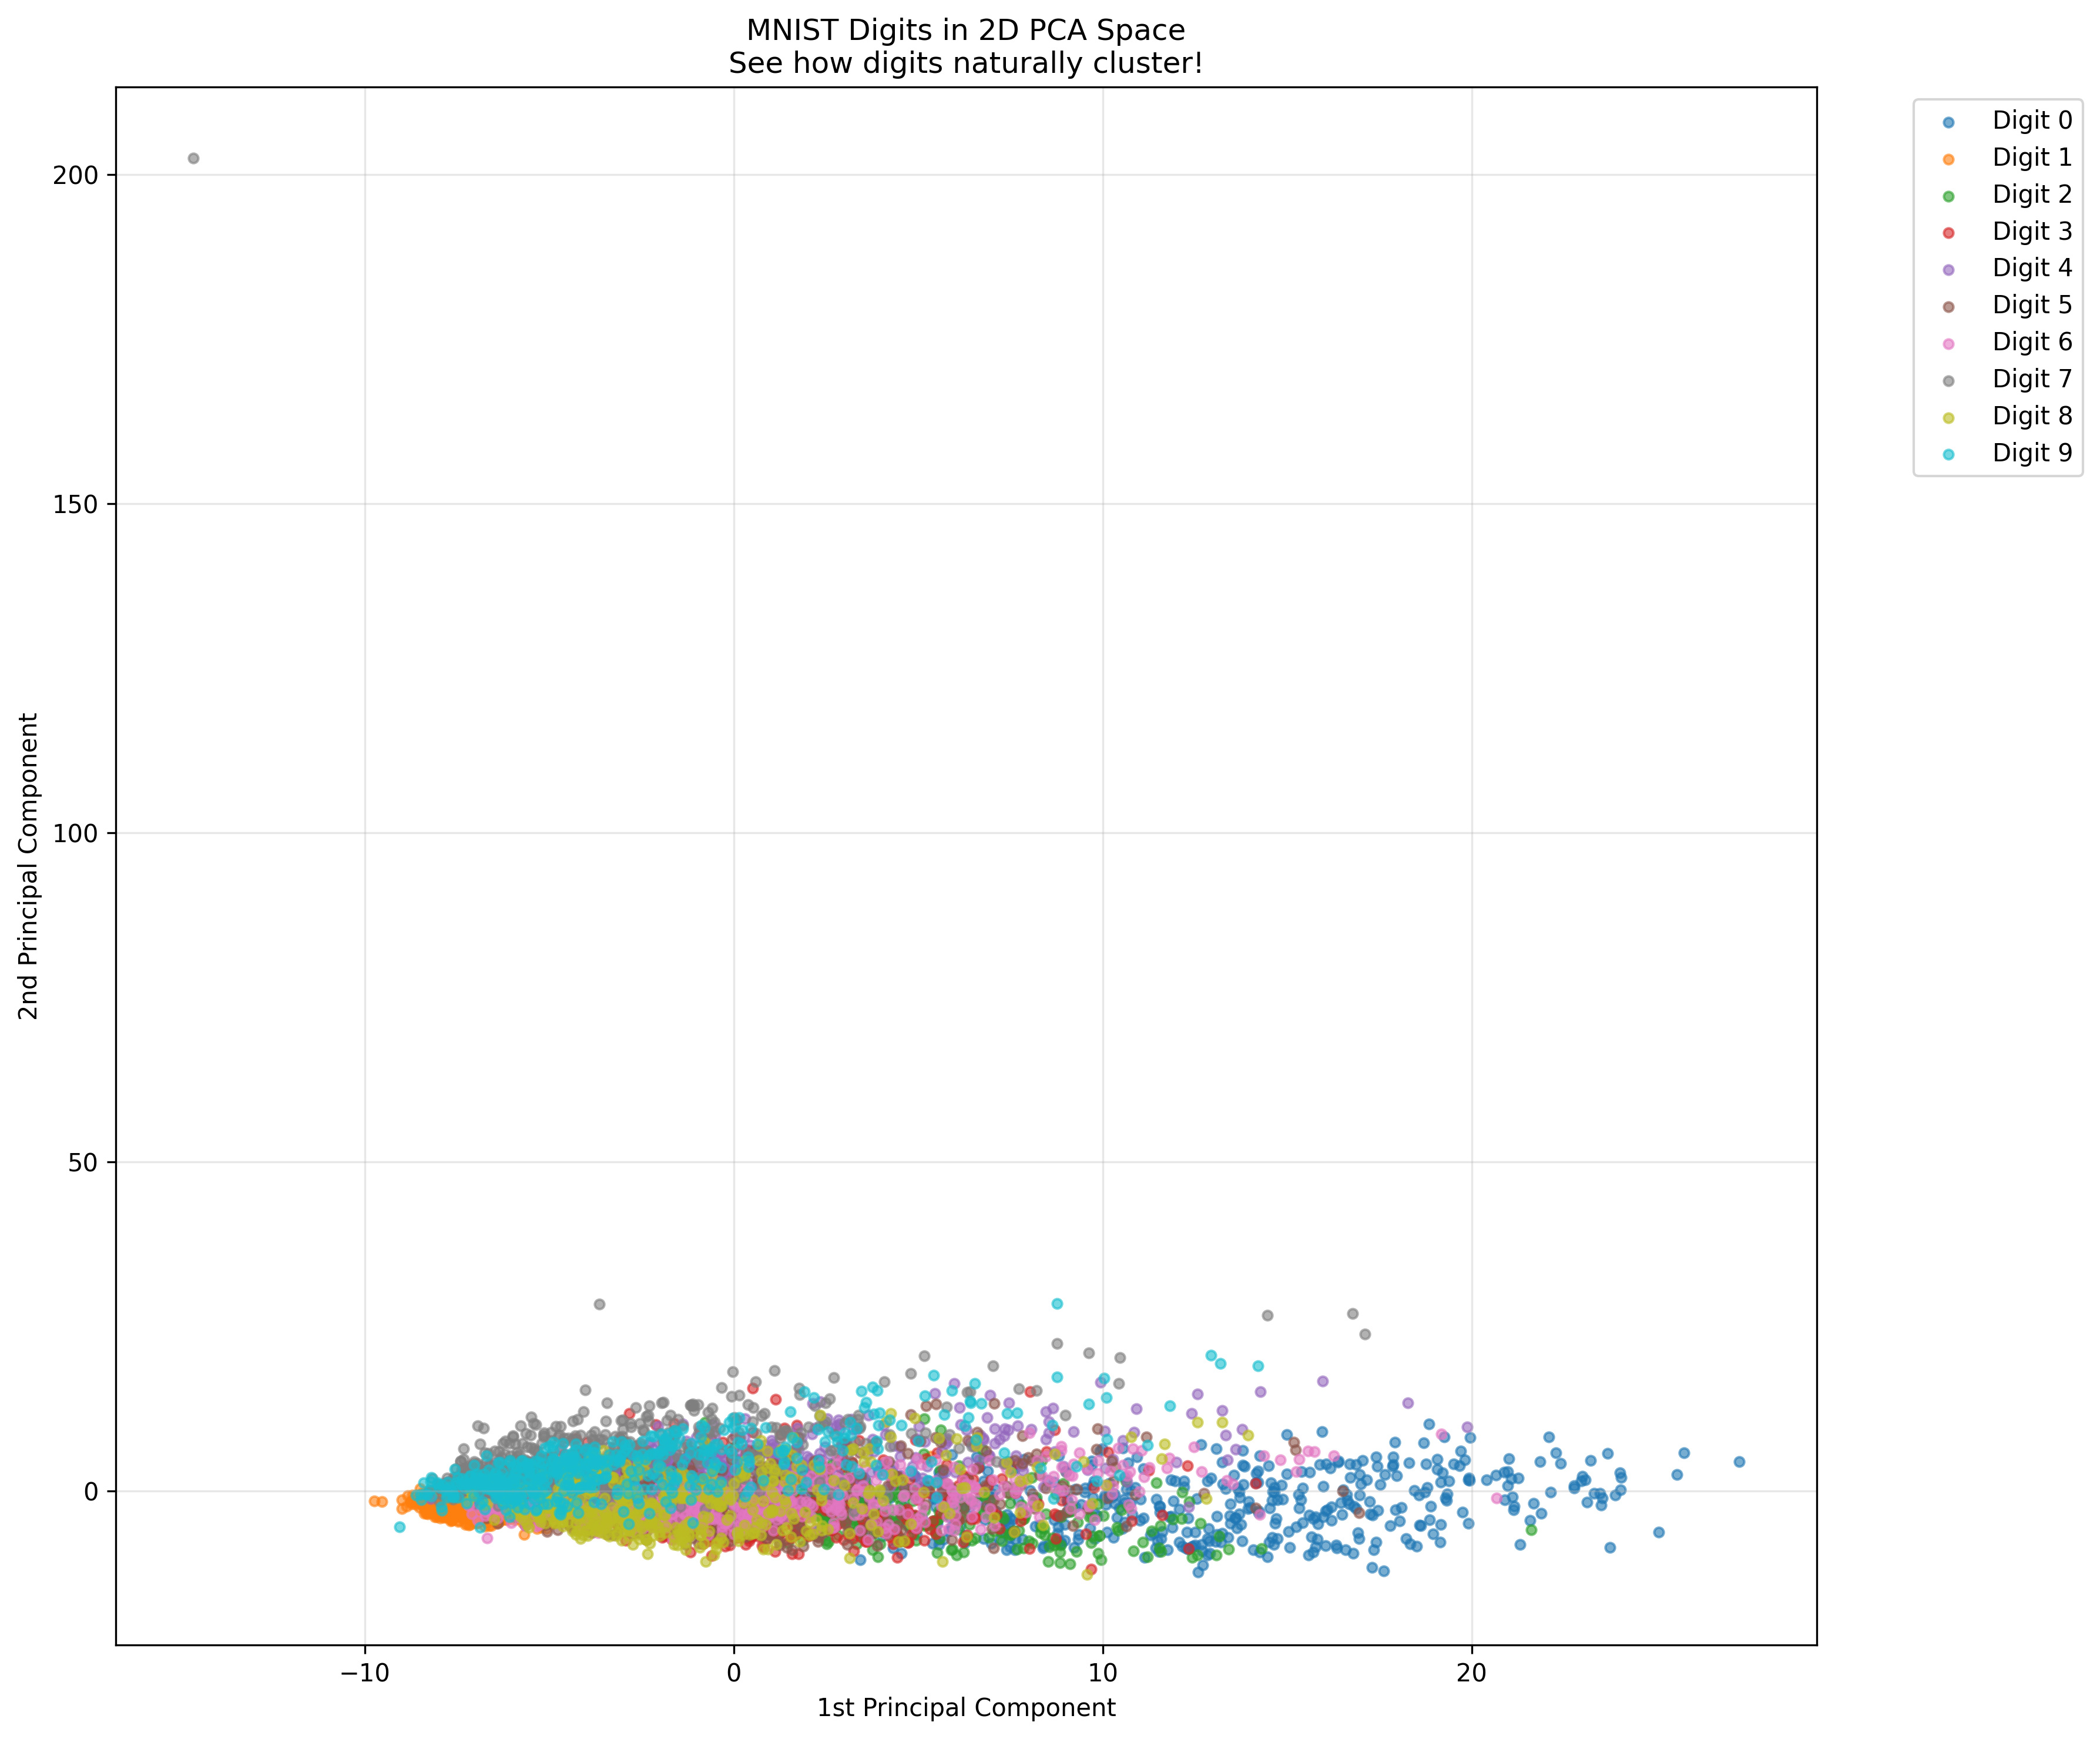 MNIST Digits in 2D PCA Space
See how digits naturally cluster!
200
150
100
50
0
2nd Principal Component
−10
0
10
20
1st Principal Component
Digit 0
Digit 1
Digit 2
Digit 3
Digit 4
Digit 5
Digit 6
Digit 7
Digit 8
Digit 9